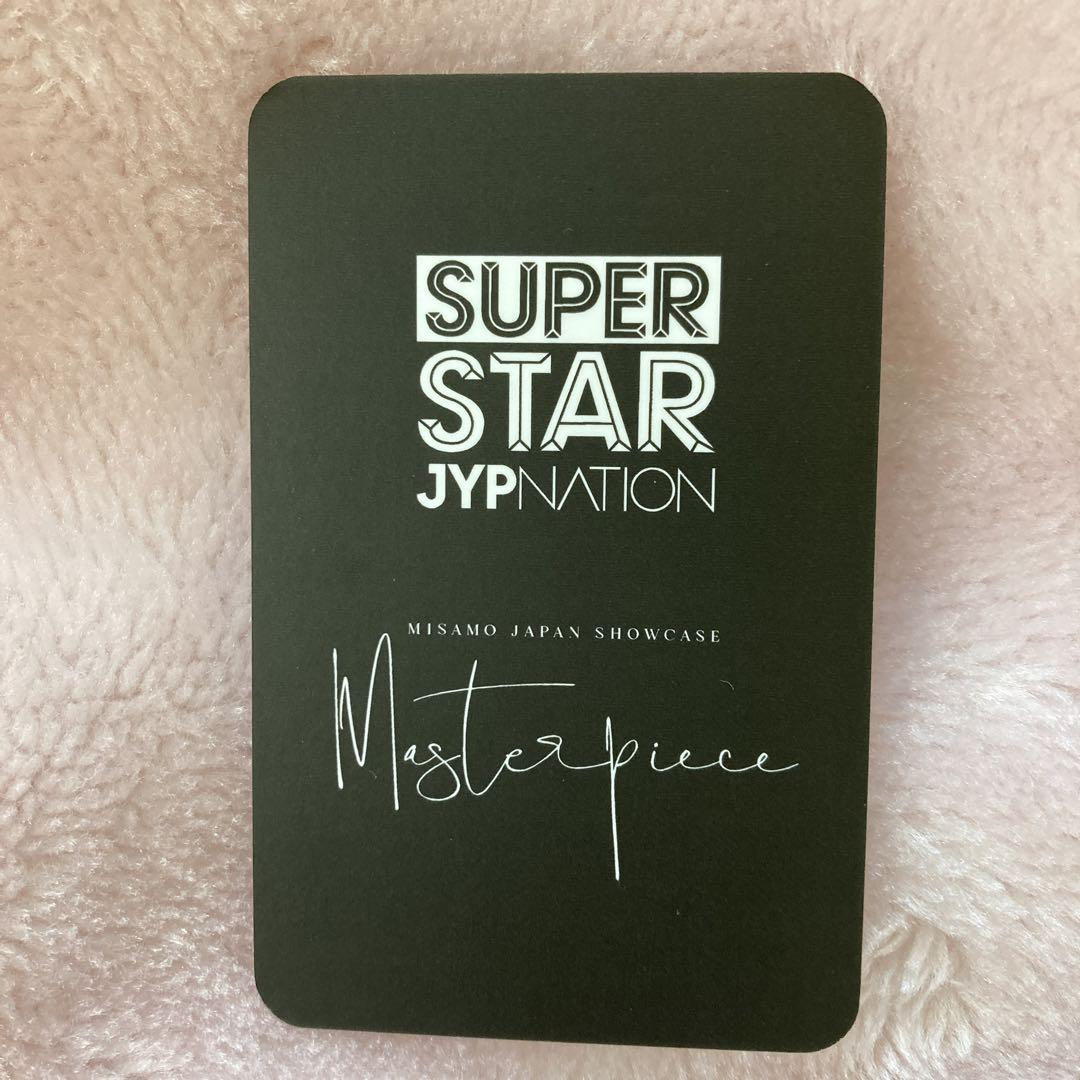 SUPER
STAR
JYPNATION
MISAMO JAPAN SHOWCASE
Masterpiece